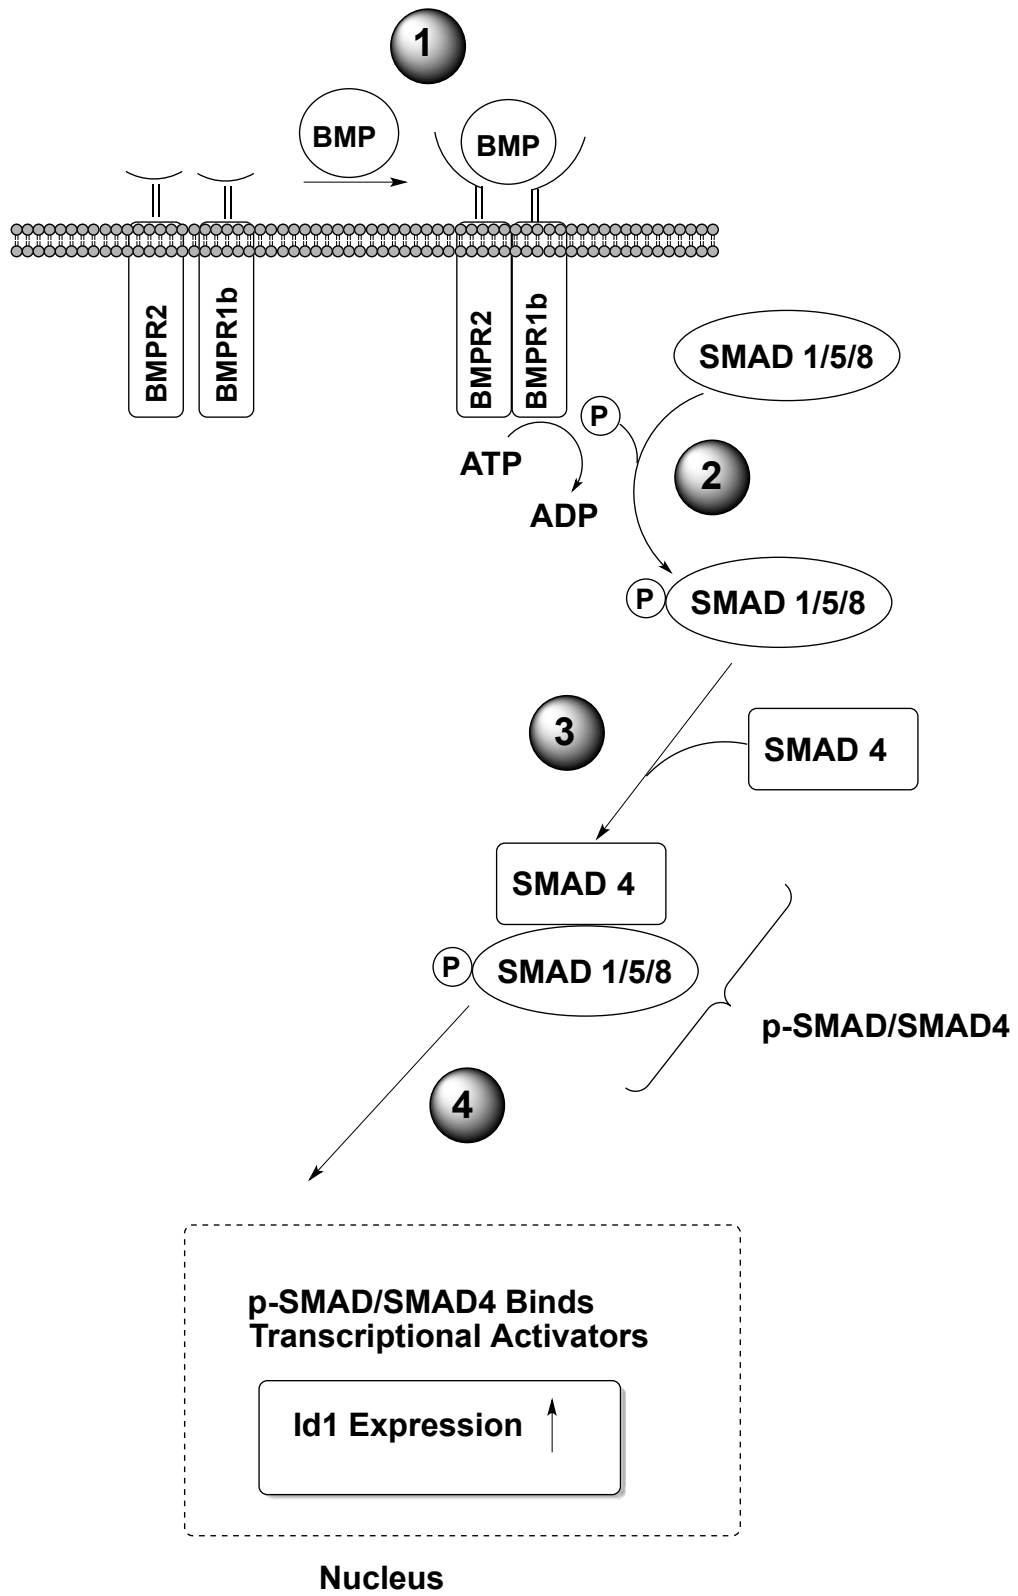 1
BMP
BMP
BMPR2
BMPR1b
BMPR2
BMPR1b
SMAD 1/5/8
P
ATP
2
ADP
P
SMAD 1/5/8
3
SMAD 4
SMAD 4
P
SMAD 1/5/8
p-SMAD/SMAD4
4
p-SMAD/SMAD4 Binds
Transcriptional Activators
Id1 Expression
Nucleus